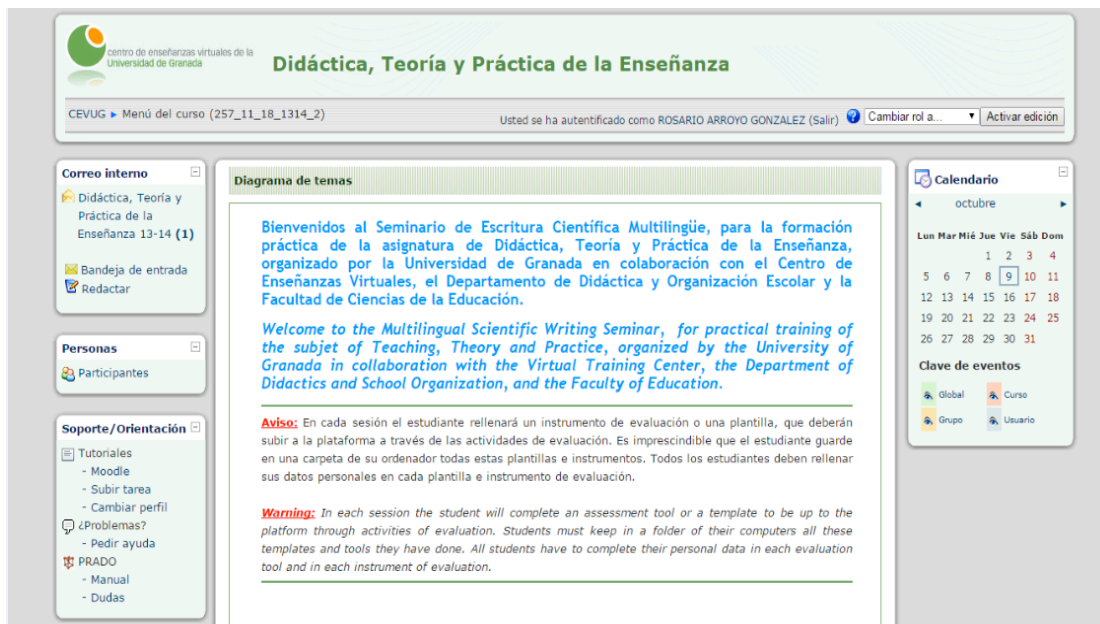 centro de enseñanzas virtuales de la
Universidad de Granada
Didáctica, Teoría y Práctica de la Enseñanza
CEVUG ► Menú del curso (257_11_18_1314_2)
Usted se ha autentificado como ROSARIO ARROYO GONZALEZ (Salir)
Cambiar rol a...
Activar edición
Correo interno
Didáctica, Teoría y
Práctica de la
Enseñanza 13-14 (1)
Bandeja de entrada
Redactar
Personas
Participantes
Soporte/Orientación
Tutoriales
- Moodle
- Subir tarea
- Cambiar perfil
¿Problemas?
- Pedir ayuda
PRADO
- Manual
- Dudas
Diagrama de temas
Bienvenidos al Seminario de Escritura Científica Multilingüe, para la formación
práctica de la asignatura de Didáctica, Teoría y Práctica de la Enseñanza,
organizado por la Universidad de Granada en colaboración con el Centro de
Enseñanzas Virtuales, el Departamento de Didáctica y Organización Escolar y la
Facultad de Ciencias de la Educación.
Welcome to the Multilingual Scientific Writing Seminar, for practical training of
the subjet of Teaching, Theory and Practice, organized by the University of
Granada in collaboration with the Virtual Training Center, the Department of
Didactics and School Organization, and the Faculty of Education.
Aviso: En cada sesión el estudiante rellenará un instrumento de evaluación o una plantilla, que deberán
subir a la plataforma a través de las actividades de evaluación. Es imprescindible que el estudiante guarde
en una carpeta de su ordenador todas estas plantillas e instrumentos. Todos los estudiantes deben rellenar
sus datos personales en cada plantilla e instrumento de evaluación.
Warning: In each session the student will complete an assessment tool or a template to be up to the
platform through activities of evaluation. Students must keep in a folder of their computers all these
templates and tools they have done. All students have to complete their personal data in each evaluation
tool and in each instrument of evaluation.
Calendario
◄ octubre ►
Lun Mar Mié Jue Vie Sáb Dom
1 2 3 4
5 6 7 8 9 10 11
12 13 14 15 16 17 18
19 20 21 22 23 24 25
26 27 28 29 30 31
Clave de eventos
Global Curso
Grupo Usuario